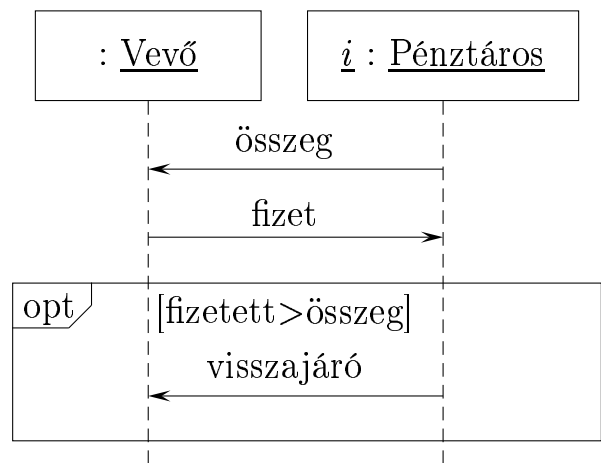 : Vevő
i : Pénztáros
összeg
fizet
opt
[fizetett>összeg]
visszajáró